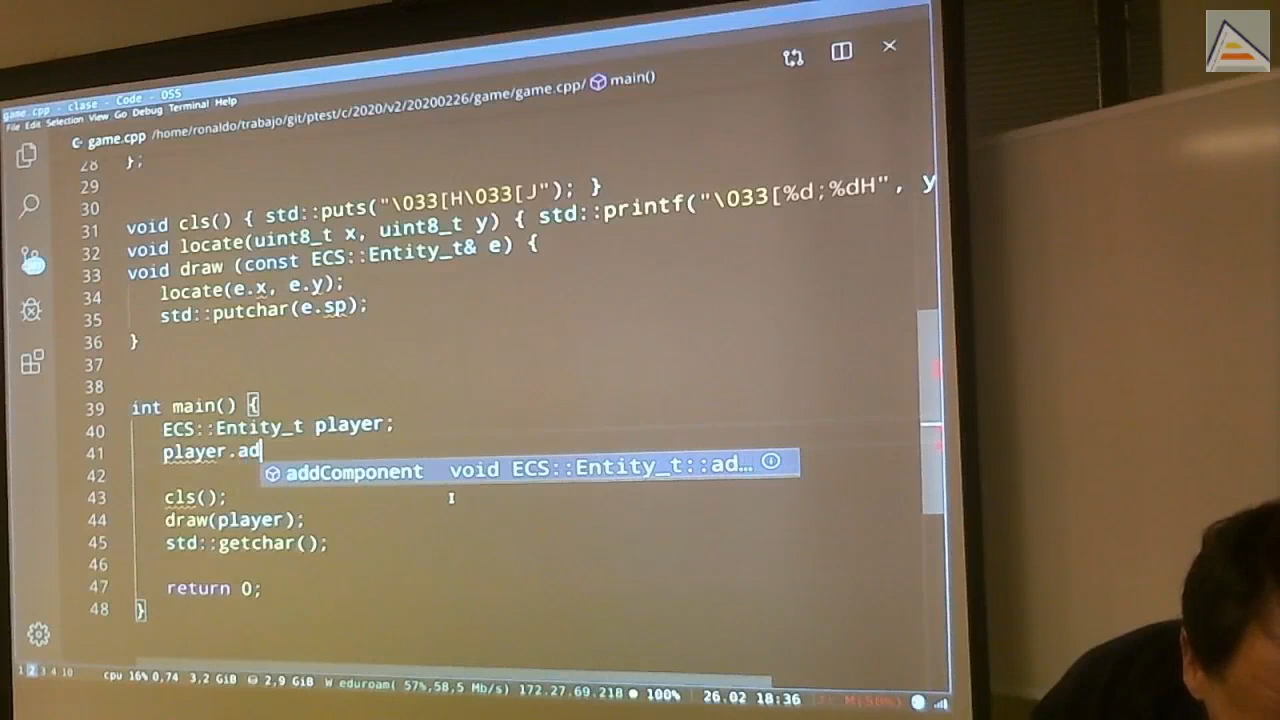 game.cpp - clase - Code - OSS
File Edit Selection View Go Debug Terminal Help
game.cpp /home/ronaldo/trabajo/git/ptest/c/2020/v2/20200226/game/game.cpp/ main()
28 };
29
30
31 void cls() { std::puts("\033[H\033[J"); }
32 void locate(uint8_t x, uint8_t y) { std::printf("\033[%d;%dH", y
33 void draw (const ECS::Entity_t& e) {
34 locate(e.x, e.y);
35 std::putchar(e.sp);
36 }
37
38
39 int main() {
40 ECS::Entity_t player;
41 player.ad
addComponent void ECS::Entity_t::ad…
42
43 cls();
44 draw(player);
45 std::getchar();
46
47 return 0;
48 }
1 2 3 4 10 cpu 16% 0,74 3,2 GiB 2,9 GiB W eduroam( 57%,58,5 Mb/s) 172.27.69.218 100% 26.02 18:36